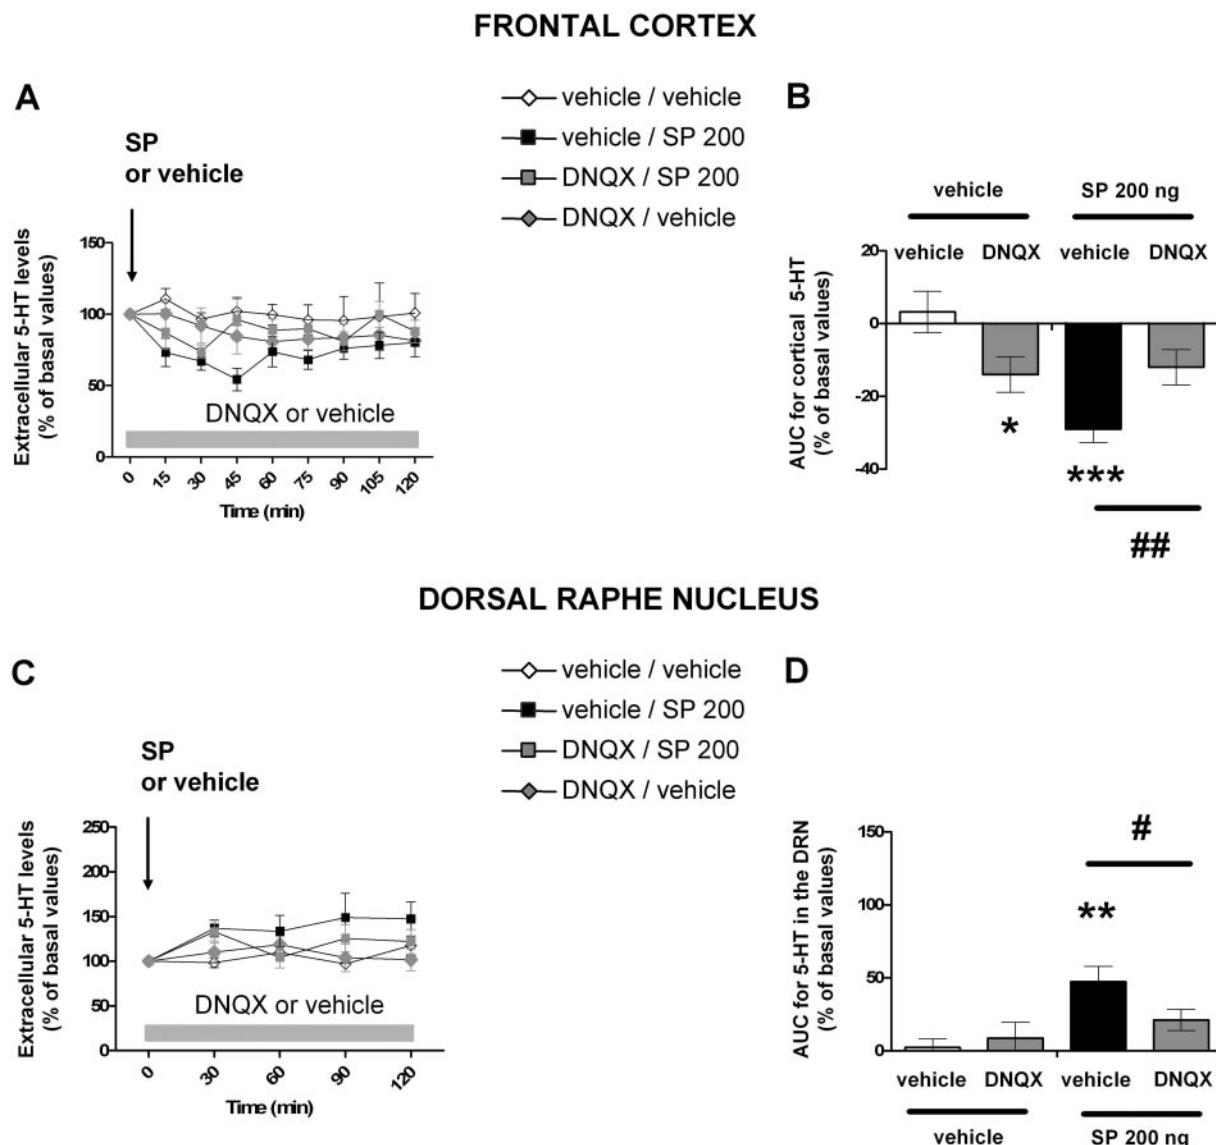 FRONTAL CORTEX
A
SP
or vehicle
vehicle / vehicle
vehicle / SP 200
DNQX / SP 200
DNQX / vehicle
Extracellular 5-HT levels
(% of basal values)
150
100
50
0
DNQX or vehicle
0 15 30 45 60 75 90 105 120
Time (min)
B
vehicle SP 200 ng
vehicle DNQX vehicle DNQX
AUC for cortical 5-HT
(% of basal values)
20
0
-20
-40
*
***
##
DORSAL RAPHE NUCLEUS
C
SP
or vehicle
vehicle / vehicle
vehicle / SP 200
DNQX / SP 200
DNQX / vehicle
Extracellular 5-HT levels
(% of basal values)
250
200
150
100
50
0
DNQX or vehicle
0 30 60 90 120
Time (min)
D
AUC for 5-HT in the DRN
(% of basal values)
150
100
50
0
#
**
vehicle DNQX vehicle DNQX
vehicle SP 200 ng